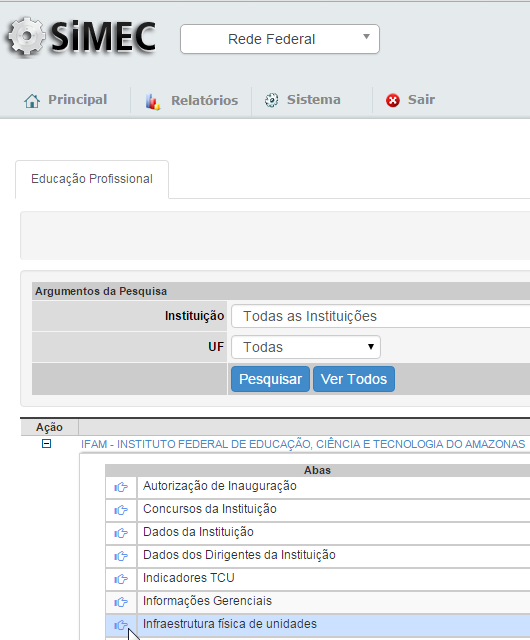 SiMEC
Rede Federal
Principal Relatórios Sistema Sair
Educação Profissional
Argumentos da Pesquisa
Instituição Todas as Instituições
UF Todas
Pesquisar Ver Todos
Ação
IFAM - INSTITUTO FEDERAL DE EDUCAÇÃO, CIÊNCIA E TECNOLOGIA DO AMAZONAS
Abas
Autorização de Inauguração
Concursos da Instituição
Dados da Instituição
Dados dos Dirigentes da Instituição
Indicadores TCU
Informações Gerenciais
Infraestrutura física de unidades